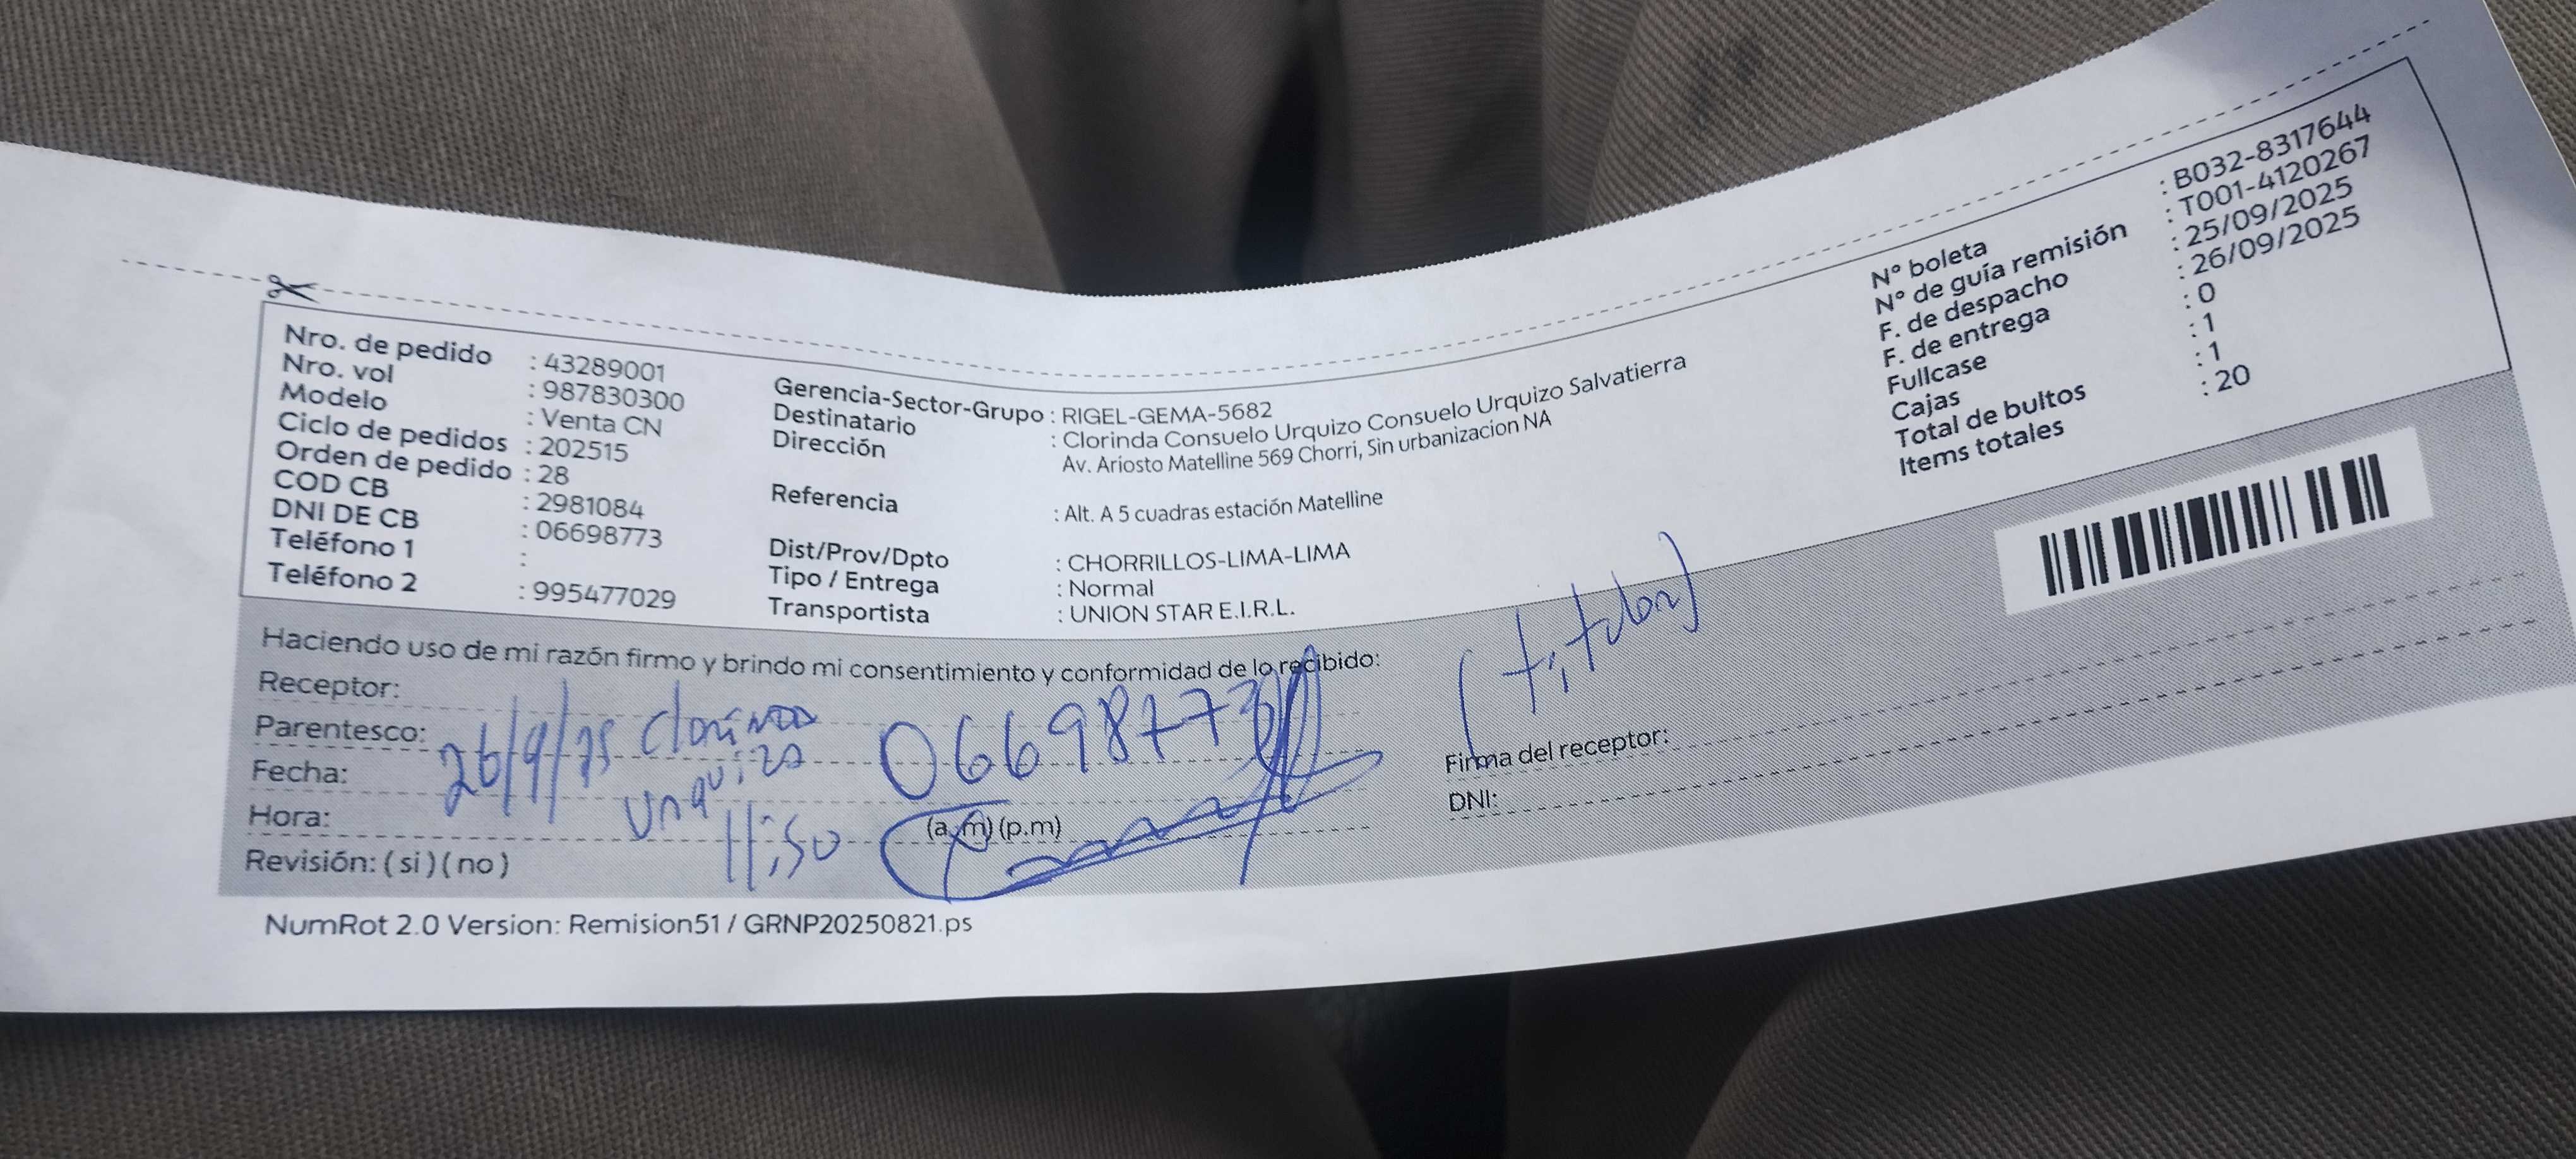 Nro. de pedido : 43289001
Nro. vol : 987830300
Modelo : Venta CN
Ciclo de pedidos : 202515
Orden de pedido : 28
COD CB : 2981084
DNI DE CB : 06698773
Teléfono 1 :
Teléfono 2 : 995477029
Gerencia-Sector-Grupo : RIGEL-GEMA-5682
Destinatario : Clorinda Consuelo Urquizo Consuelo Urquizo Salvatierra
Dirección Av. Ariosto Matelline 569 Chorri, Sin urbanizacion NA
Referencia : Alt. A 5 cuadras estación Matelline
Dist/Prov/Dpto : CHORRILLOS-LIMA-LIMA
Tipo / Entrega : Normal
Transportista : UNION STAR E.I.R.L.
N° boleta : B032-8317644
N° de guía remisión : T001-4120267
F. de despacho : 25/09/2025
F. de entrega : 26/09/2025
Fullcase : 0
Cajas : 1
Total de bultos : 1
Items totales : 20
Haciendo uso de mi razón firmo y brindo mi consentimiento y conformidad de lo recibido:
Receptor:
Parentesco:
Fecha:
Hora: (a.m) (p.m)
Revisión: ( si ) ( no )
26/9/25 Clorinda
Urquizo
11:50
06698773
(titular)
Firma del receptor:
DNI:
NumRot 2.0 Version: Remision51 / GRNP20250821.ps